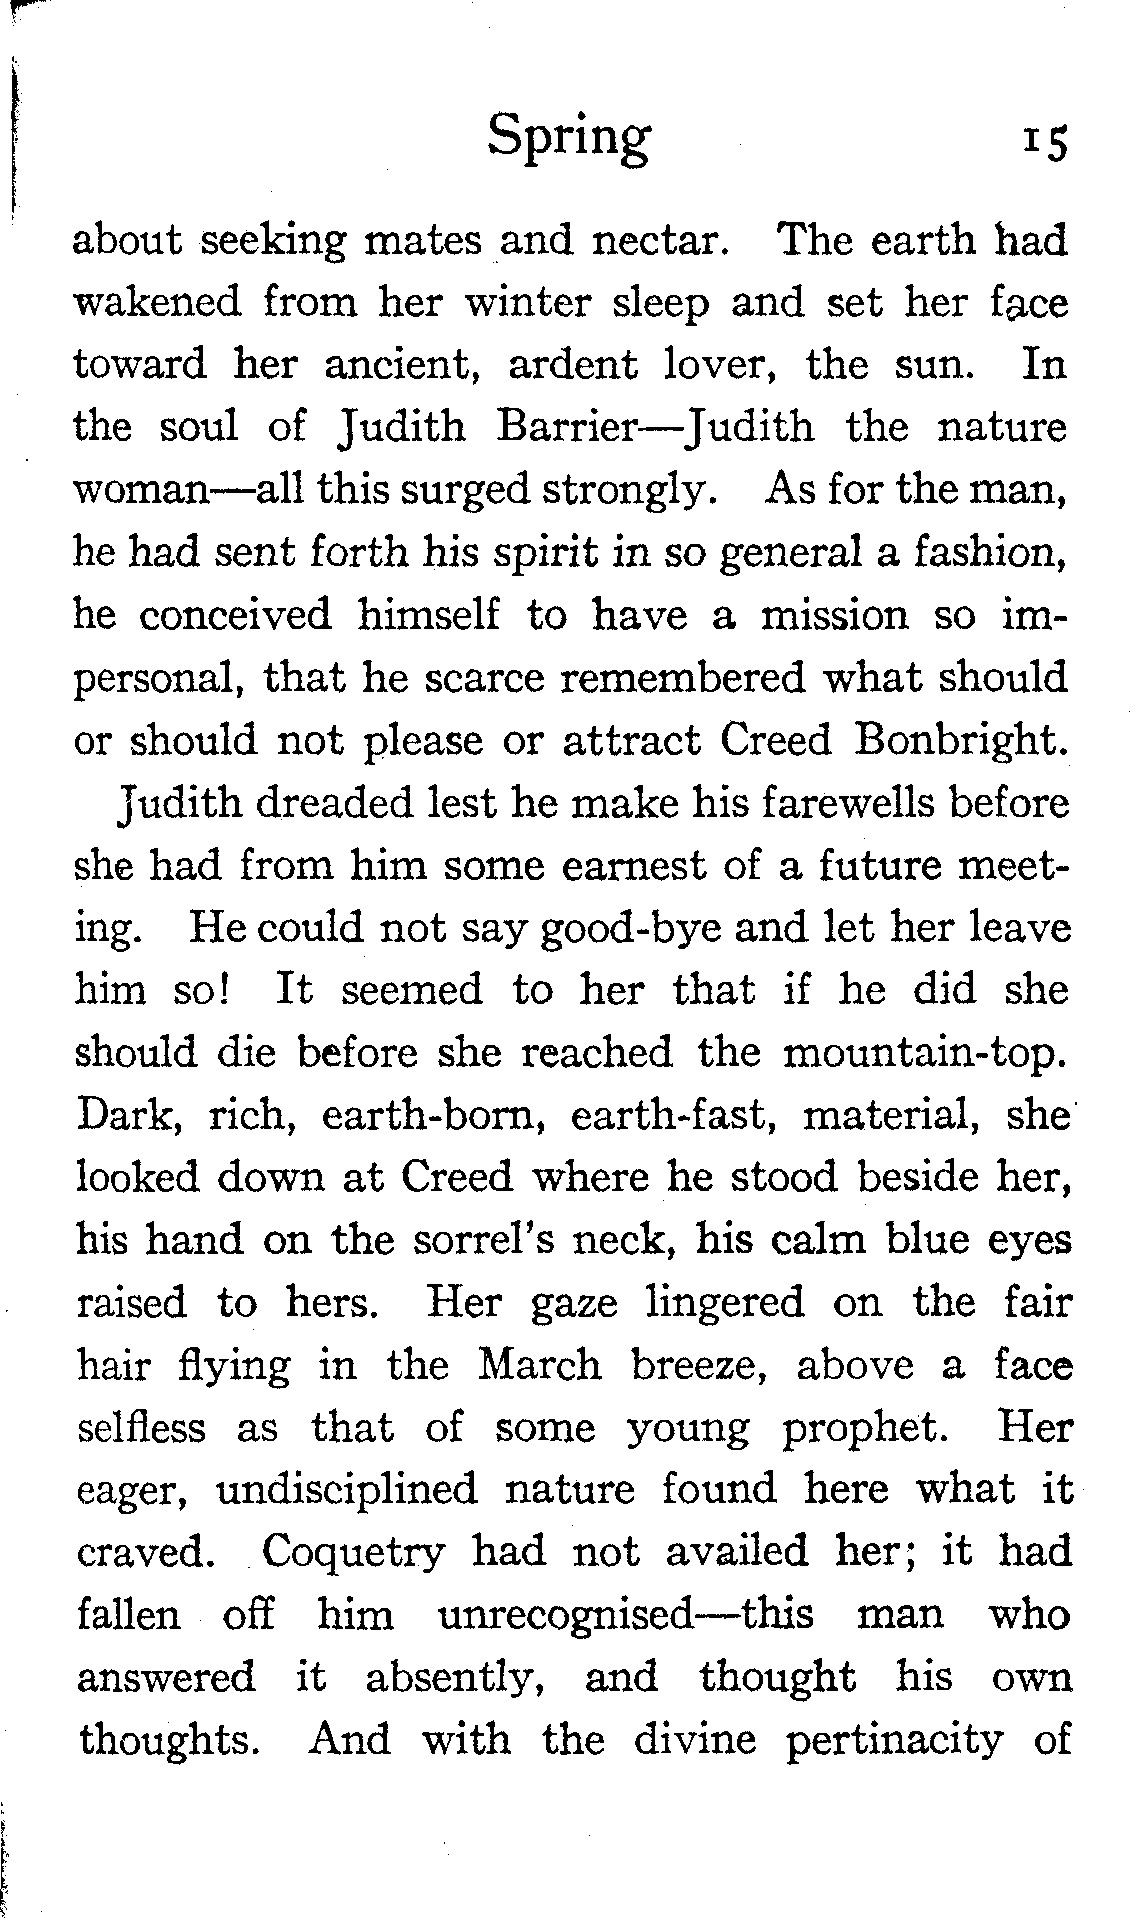 Spring 15
about seeking mates and nectar. The earth had
wakened from her winter sleep and set her face
toward her ancient, ardent lover, the sun. In
the soul of Judith Barrier—Judith the nature
woman—all this surged strongly. As for the man,
he had sent forth his spirit in so general a fashion,
he conceived himself to have a mission so im-
personal, that he scarce remembered what should
or should not please or attract Creed Bonbright.
Judith dreaded lest he make his farewells before
she had from him some earnest of a future meet-
ing. He could not say good-bye and let her leave
him so! It seemed to her that if he did she
should die before she reached the mountain-top.
Dark, rich, earth-born, earth-fast, material, she
looked down at Creed where he stood beside her,
his hand on the sorrel's neck, his calm blue eyes
raised to hers. Her gaze lingered on the fair
hair flying in the March breeze, above a face
selfless as that of some young prophet. Her
eager, undisciplined nature found here what it
craved. Coquetry had not availed her; it had
fallen off him unrecognised—this man who
answered it absently, and thought his own
thoughts. And with the divine pertinacity of